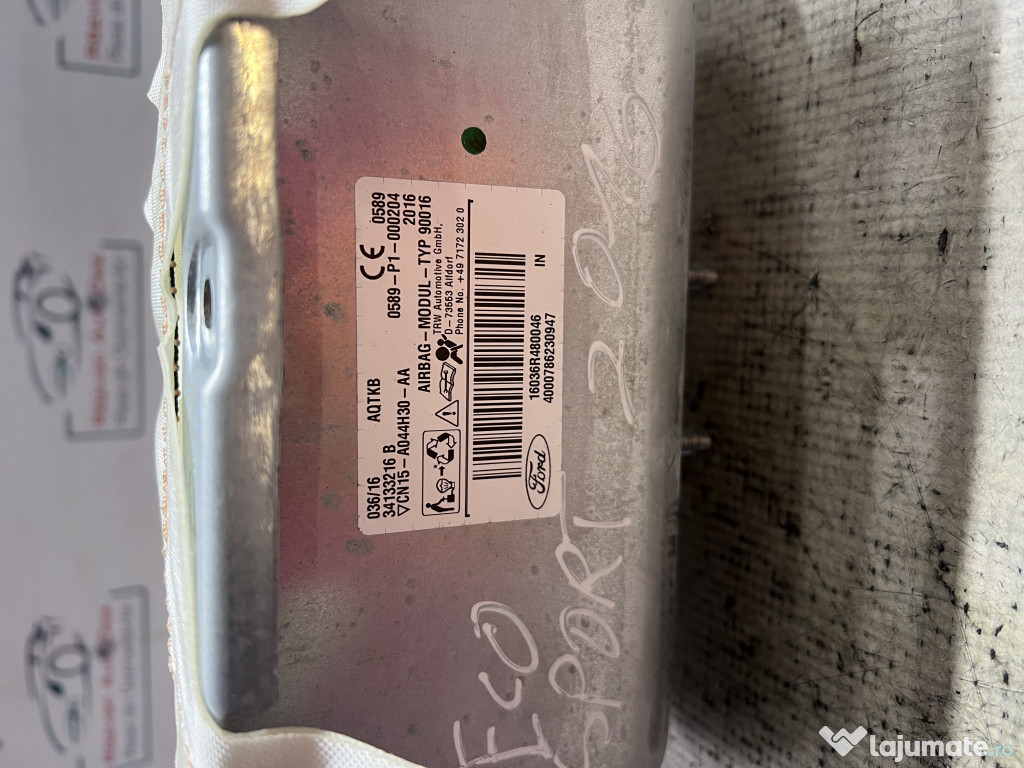 036/16 AQTKB CE 0589
34133216 B 0589-P1-000204
▽CN15-A044H30-AA 2016
AIRBAG-MODUL-TYP 90016
TRW Automotive GmbH,
D-73553 Alfdorf
Phone No. +49 7172 302 0
16036R480046 IN
4000786230947
Ford
ECO
SPORT 2016
lajumate.ro